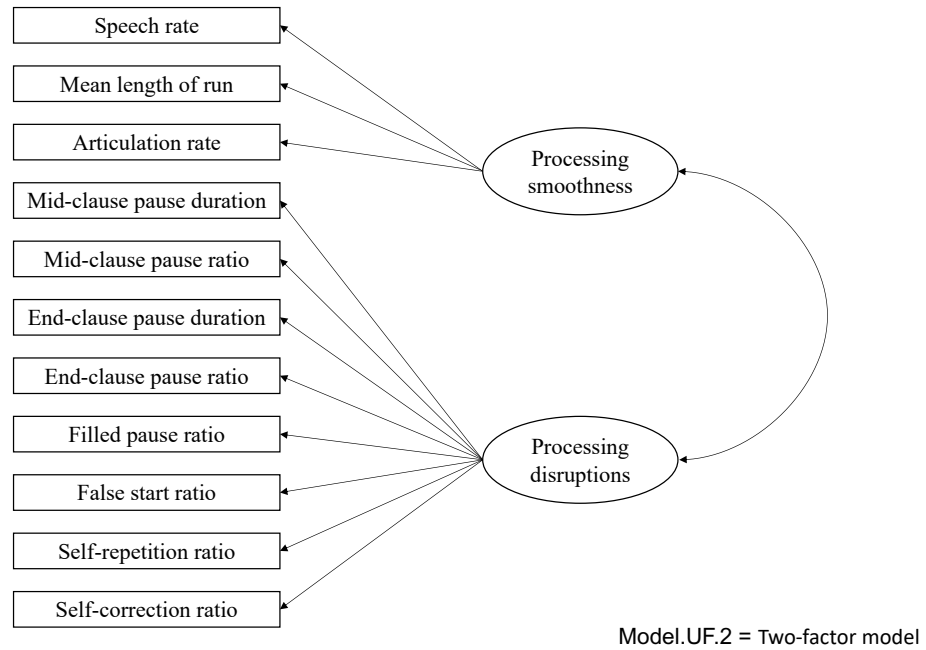 Speech rate
Mean length of run
Articulation rate
Mid-clause pause duration
Mid-clause pause ratio
End-clause pause duration
End-clause pause ratio
Filled pause ratio
False start ratio
Self-repetition ratio
Self-correction ratio
Processing
smoothness
Processing
disruptions
Model.UF.2 = Two-factor model